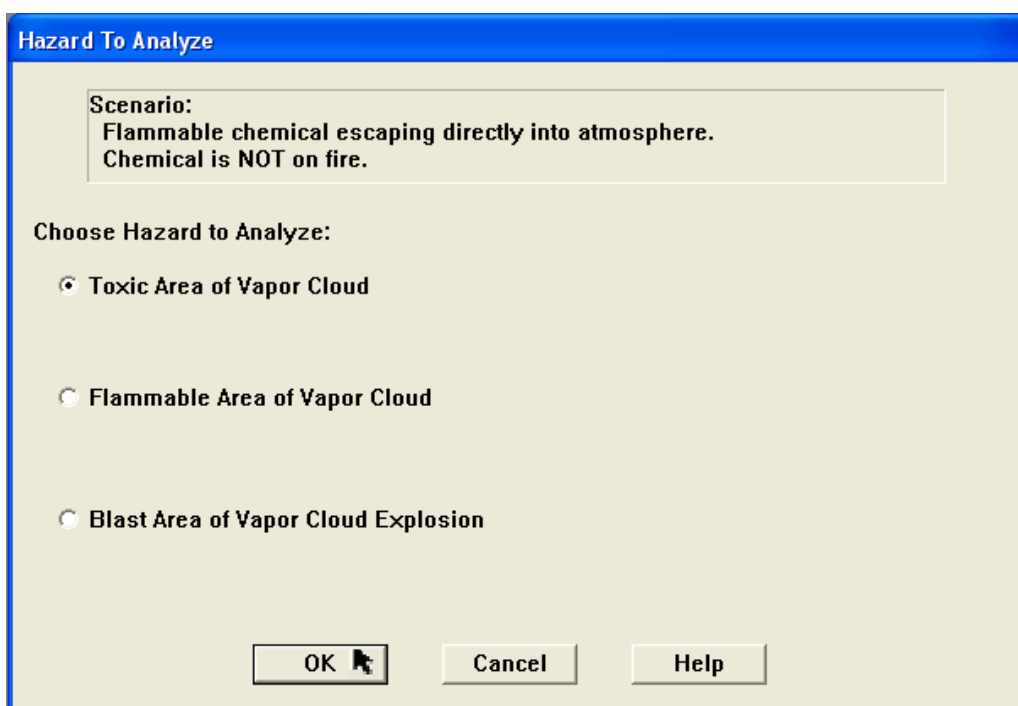 Hazard To Analyze
Scenario:
Flammable chemical escaping directly into atmosphere.
Chemical is NOT on fire.
Choose Hazard to Analyze:
Toxic Area of Vapor Cloud
Flammable Area of Vapor Cloud
Blast Area of Vapor Cloud Explosion
OK Cancel Help